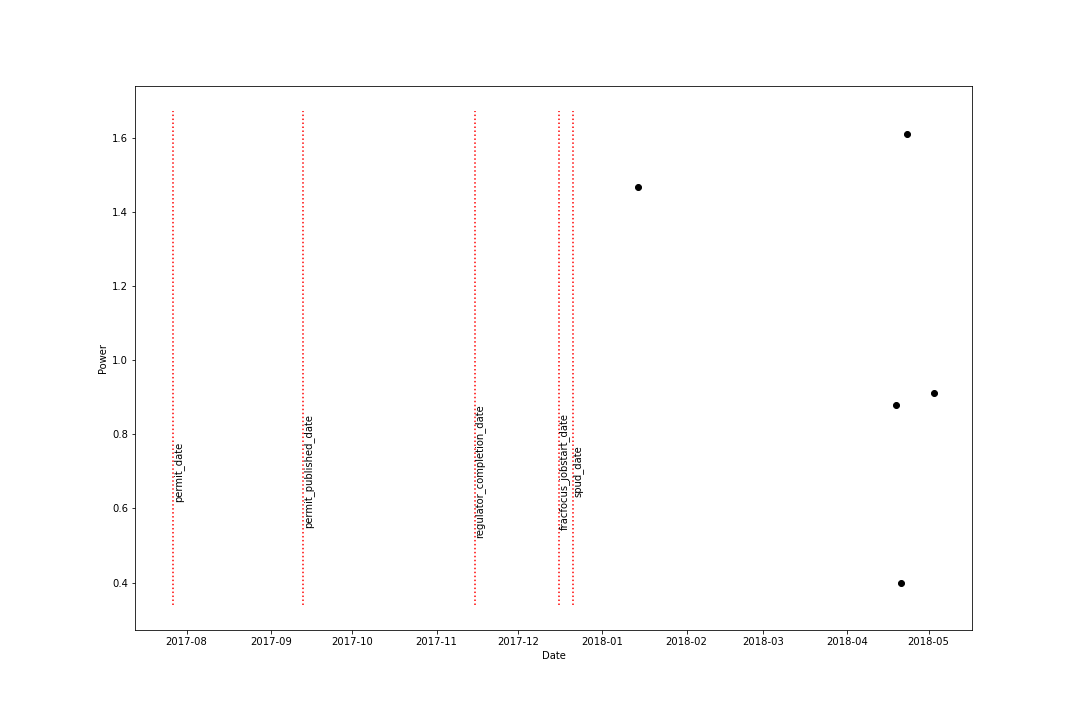 1.6
1.4
1.2
1.0
0.8
0.6
0.4
Power
permit_date
permit_published_date
regulator_completion_date
fracfocus_jobstart_date
spud_date
2017-08 2017-09 2017-10 2017-11 2017-12 2018-01 2018-02 2018-03 2018-04 2018-05
Date